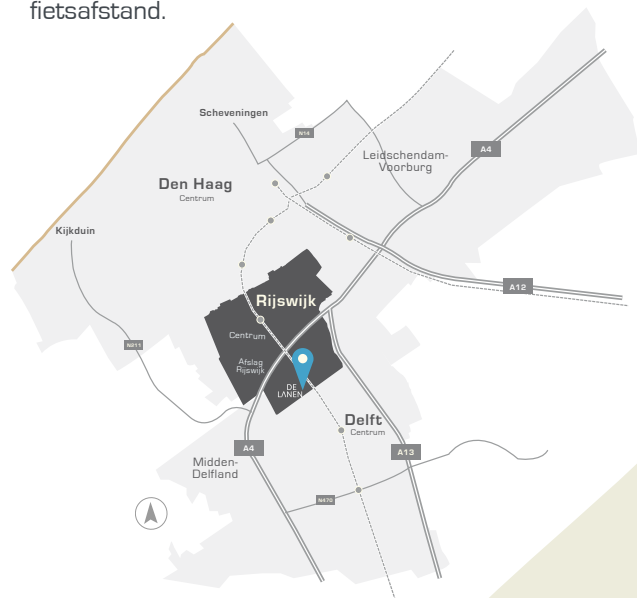 fietsafstand.
Scheveningen
N14
Leidschendam-
Voorburg
A4
Den Haag
Centrum
Kijkduin
A12
Rijswijk
Centrum
N211
Afslag
Rijswijk
DE
LANEN
Delft
Centrum
A4
A13
Midden-
Delfland
N470